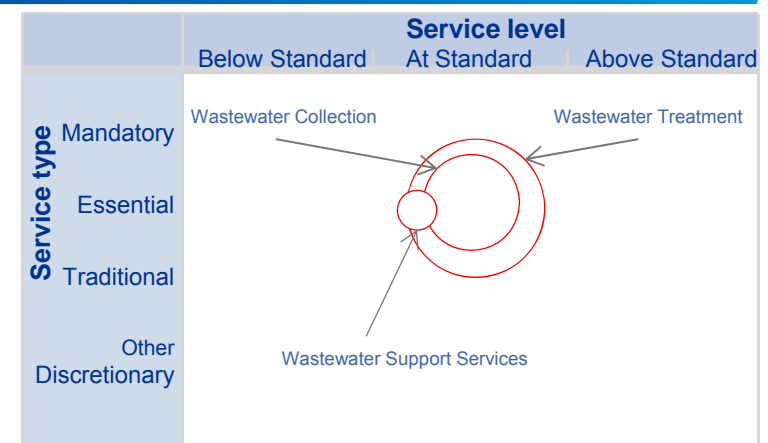 Service level
Below Standard At Standard Above Standard
Service type
Mandatory
Essential
Traditional
Other
Discretionary
Wastewater Collection
Wastewater Treatment
Wastewater Support Services